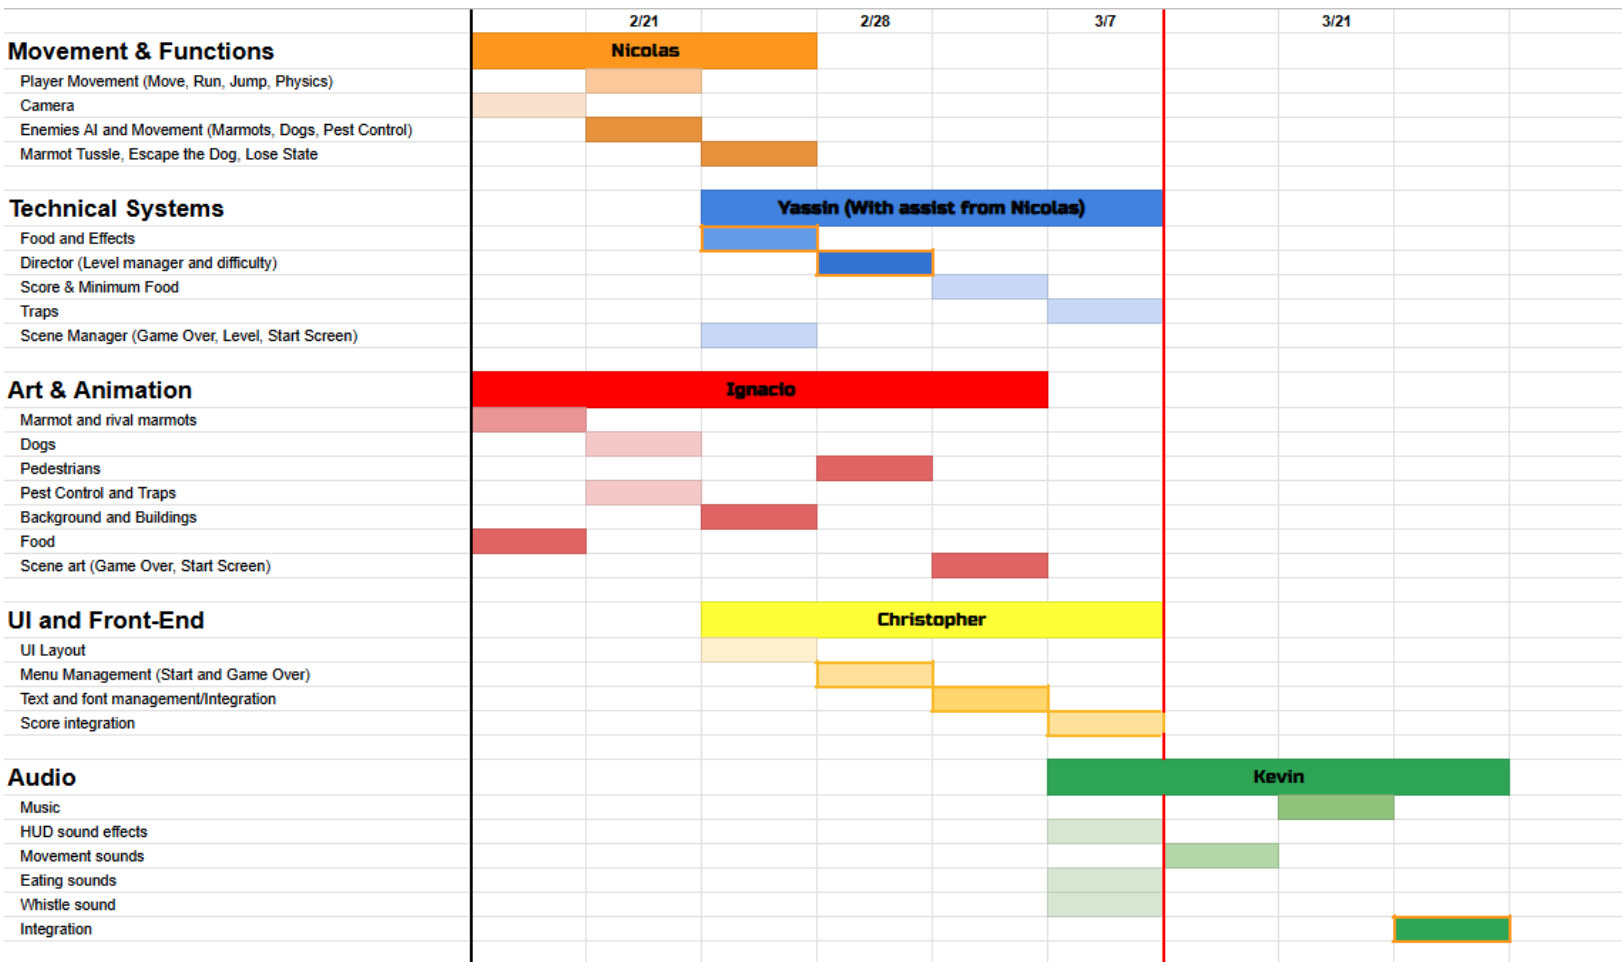 2/21 2/28 3/7 3/21
Movement & Functions Nicolas
Player Movement (Move, Run, Jump, Physics)
Camera
Enemies AI and Movement (Marmots, Dogs, Pest Control)
Marmot Tussle, Escape the Dog, Lose State
Technical Systems Yassin (With assist from Nicolas)
Food and Effects
Director (Level manager and difficulty)
Score & Minimum Food
Traps
Scene Manager (Game Over, Level, Start Screen)
Art & Animation Ignacio
Marmot and rival marmots
Dogs
Pedestrians
Pest Control and Traps
Background and Buildings
Food
Scene art (Game Over, Start Screen)
UI and Front-End Christopher
UI Layout
Menu Management (Start and Game Over)
Text and font management/Integration
Score integration
Audio Kevin
Music
HUD sound effects
Movement sounds
Eating sounds
Whistle sound
Integration